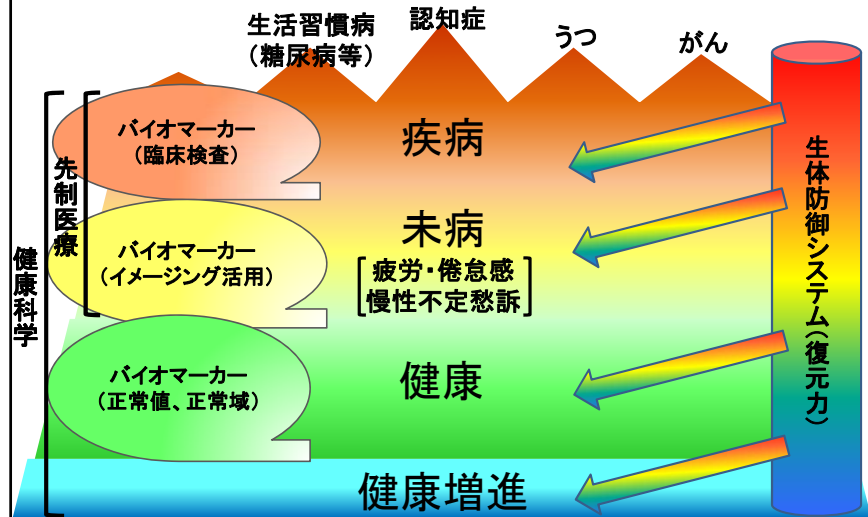 生活習慣病
(糖尿病等)
認知症
うつ
がん
バイオマーカー
(臨床検査)
疾病
先制医療
未病
バイオマーカー
(イメージング活用)
疲労・倦怠感
慢性不定愁訴
健康科学
バイオマーカー
(正常値、正常域)
健康
健康増進
生体防御システム(復元力)